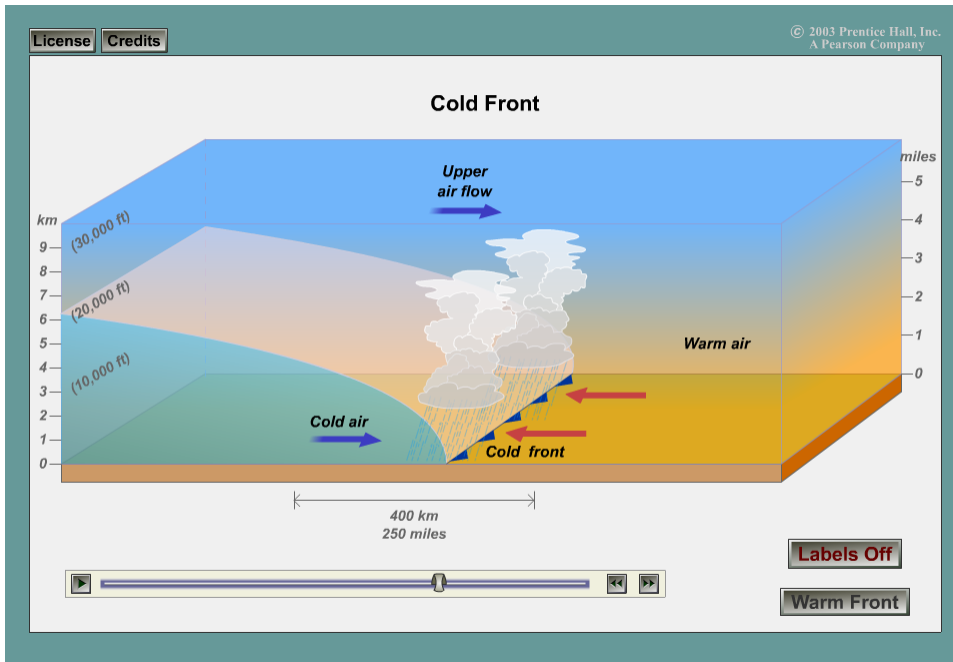 License Credits
© 2003 Prentice Hall, Inc.
A Pearson Company
Cold Front
miles
Upper
air flow
5
km
(30,000 ft)
4
9
3
8
(20,000 ft)
7
2
6
Warm air
1
5
(10,000 ft)
0
4
3
Cold air
2
1
Cold front
0
400 km
250 miles
Labels Off
Warm Front